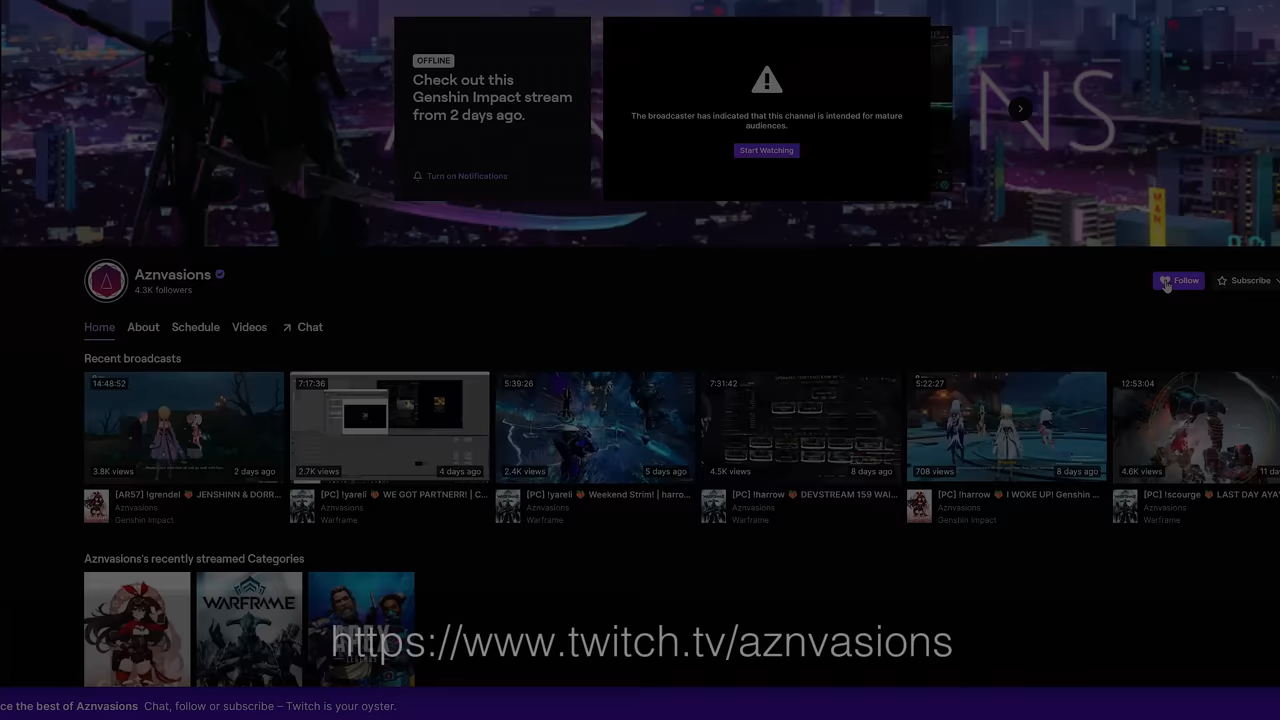 OFFLINE
Check out this
Genshin Impact stream
from 2 days ago.
Turn on Notifications
The broadcaster has indicated that this channel is intended for mature
audiences.
Start Watching
NS
MAN
Aznvasions
4.3K followers
Follow
Subscribe
Home About Schedule Videos Chat
Recent broadcasts
14:48:52
3.8K views
2 days ago
[AR57] !grendel JENSHINN & DORR...
Aznvasions
Genshin Impact
7:17:36
2.7K views
4 days ago
[PC] !yareli WE GOT PARTNERR! | C...
Aznvasions
Warframe
5:39:26
2.4K views
5 days ago
[PC] !yareli Weekend Strim! | harro...
Aznvasions
Warframe
7:31:42
4.5K views
8 days ago
[PC] !harrow DEVSTREAM 159 WAI...
Aznvasions
Warframe
5:22:27
708 views
8 days ago
[PC] !harrow I WOKE UP! Genshin ...
Aznvasions
Genshin Impact
12:53:04
4.6K views
11 da
[PC] !scourge LAST DAY AYA
Aznvasions
Warframe
Aznvasions's recently streamed Categories
WARFRAME
https://www.twitch.tv/aznvasions
ce the best of Aznvasions Chat, follow or subscribe – Twitch is your oyster.